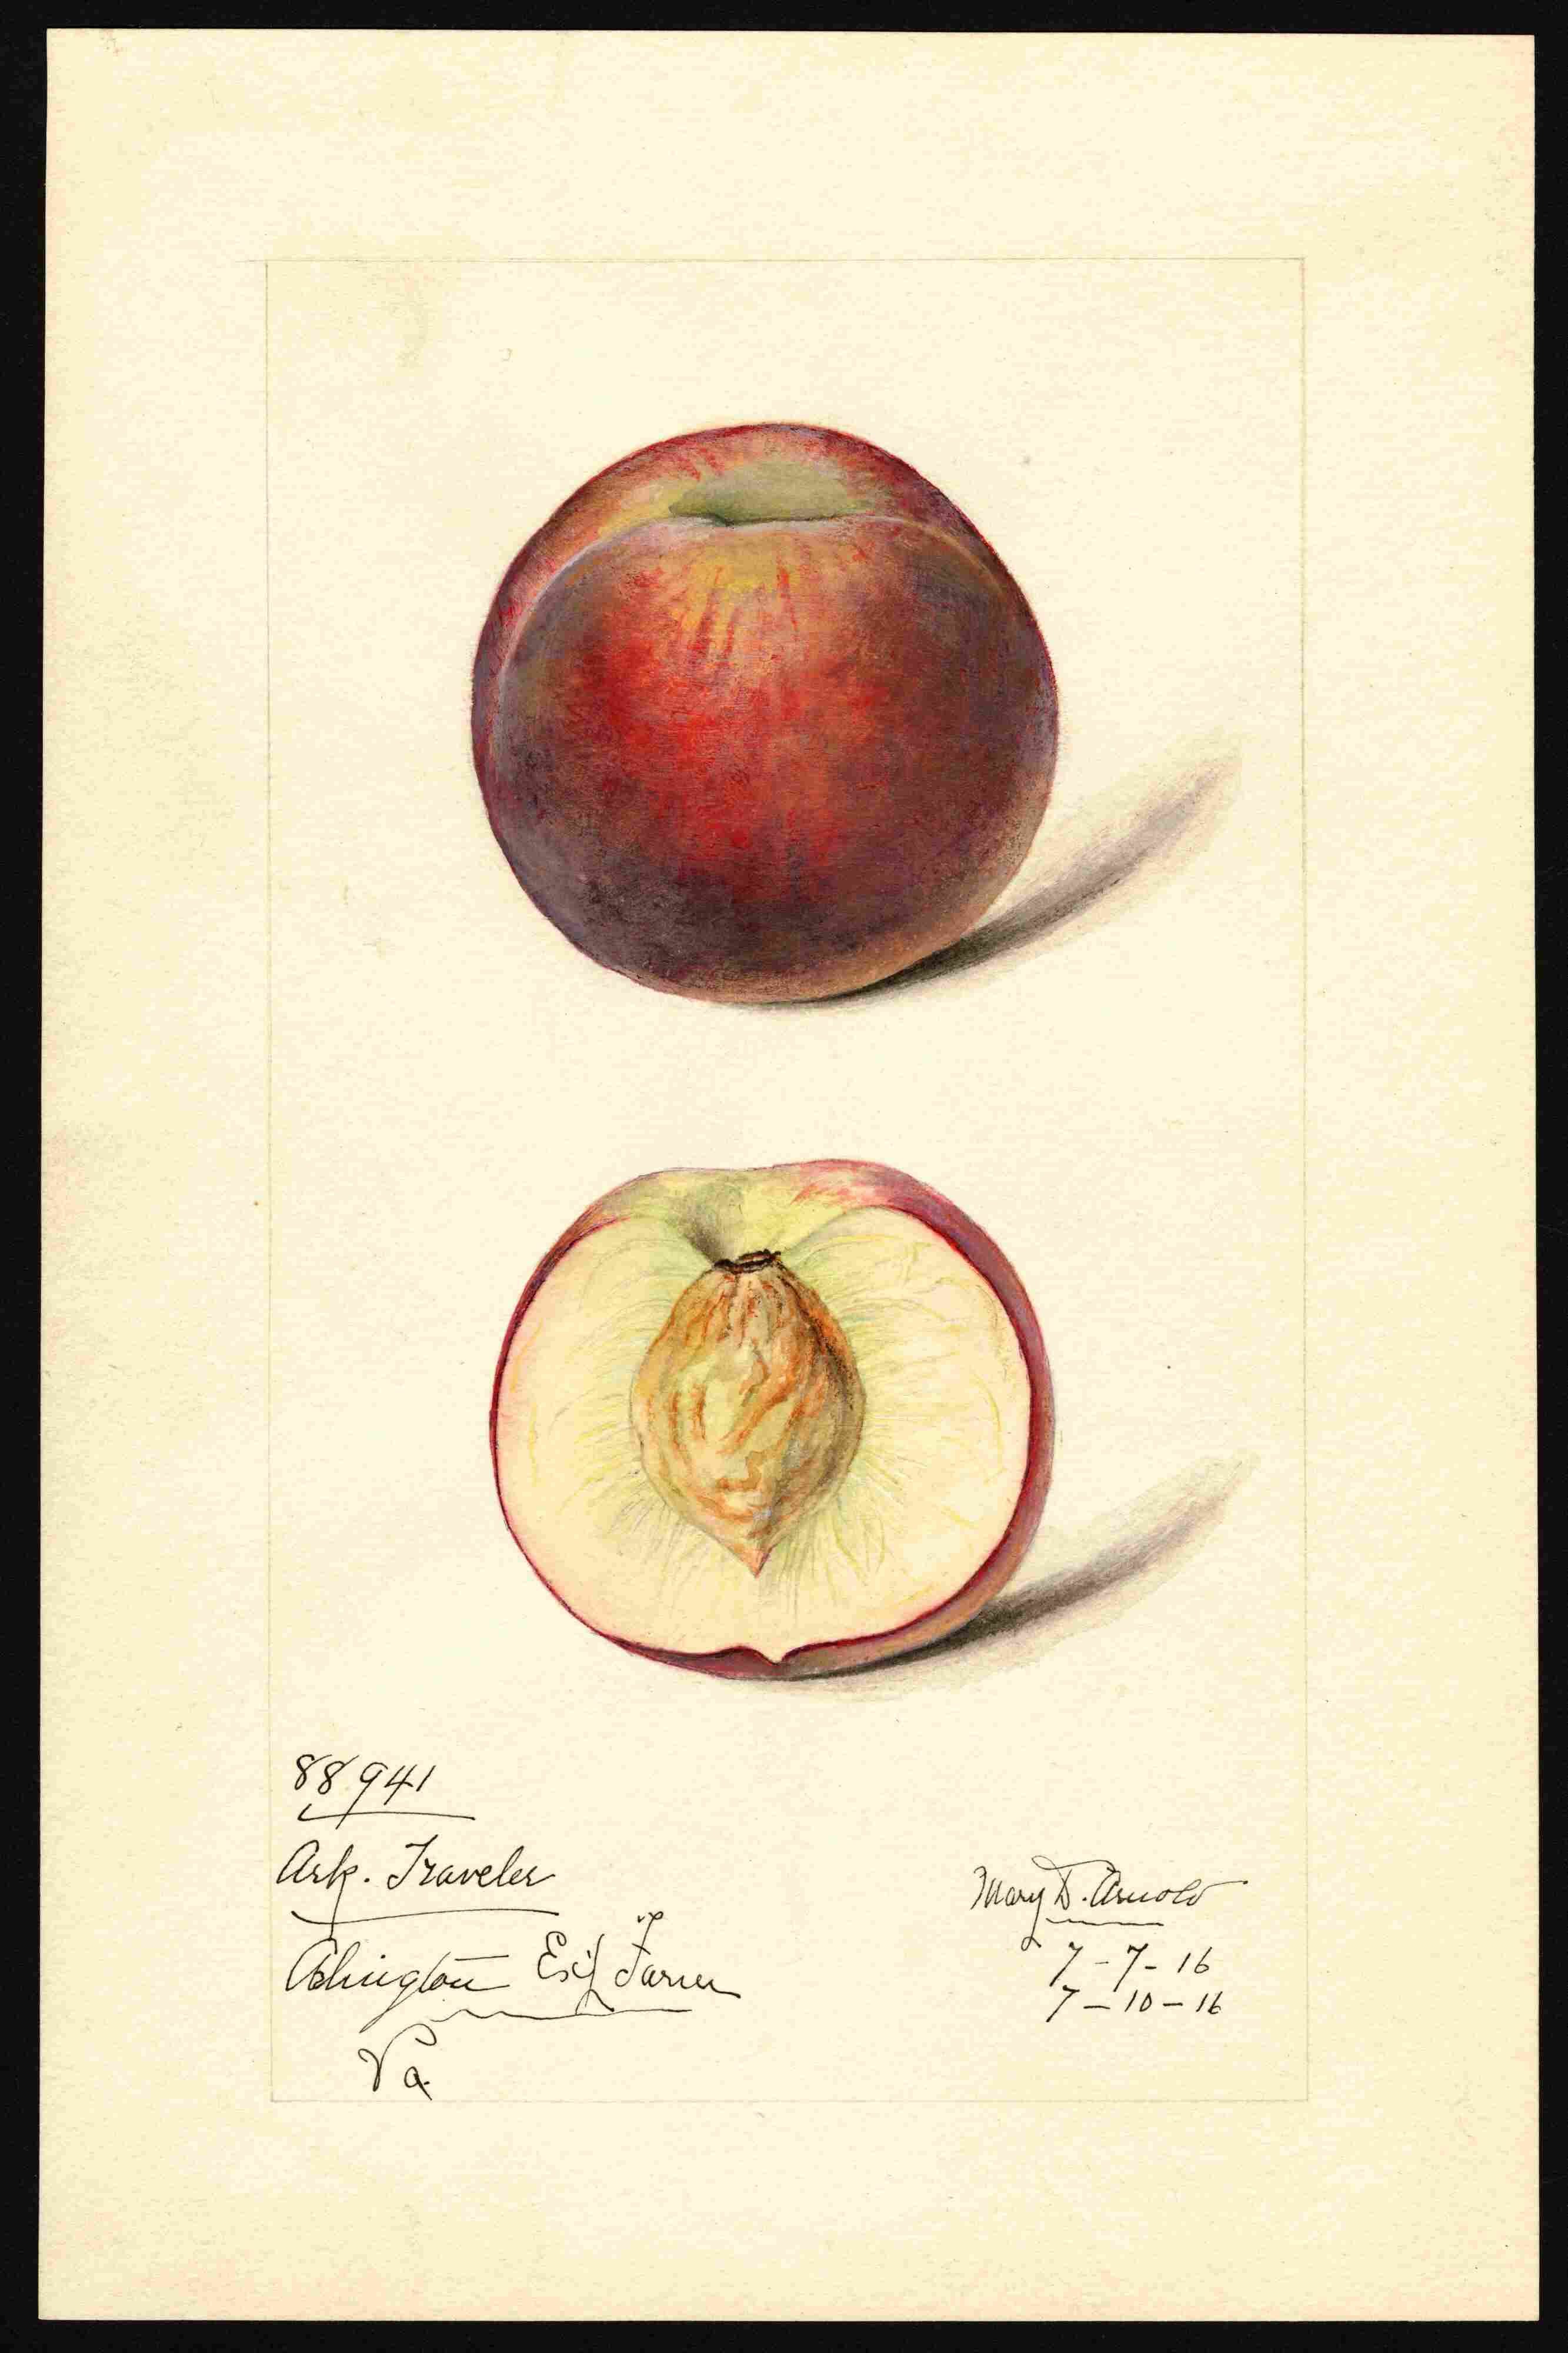 88941
Ark. Traveler
Arlington Exp Farm
Va.
Mary D. Arnold
7-7-16
7-10-16